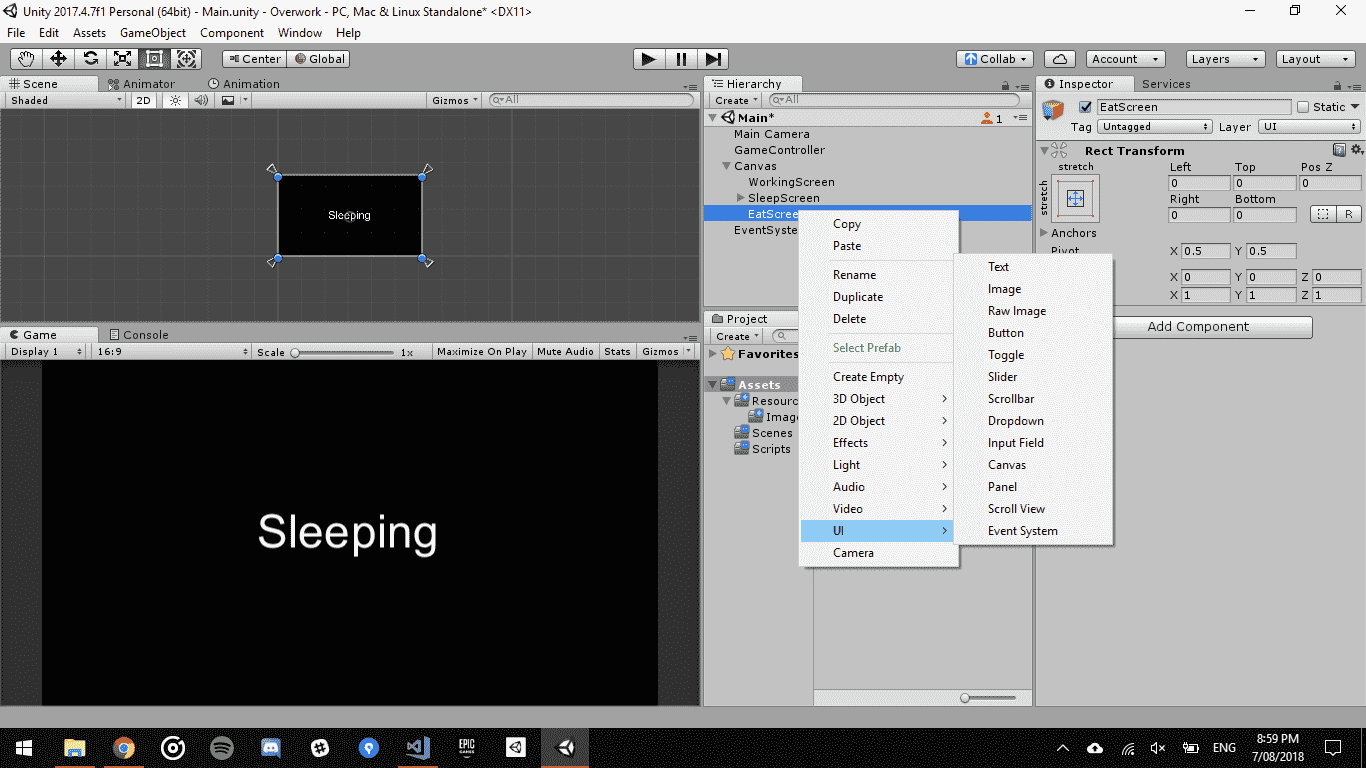 Unity 2017.4.7f1 Personal (64bit) - Main.unity - Overwork - PC, Mac & Linux Standalone* <DX11>
File Edit Assets GameObject Component Window Help
Center Global Collab Account Layers Layout
Scene Animator Animation
Shaded 2D Gizmos All
Sleeping
Game Console
Display 1 16:9 Scale 1x Maximize On Play Mute Audio Stats Gizmos
Sleeping
Hierarchy
Create All
Main* 1
Main Camera
GameController
Canvas
WorkingScreen
SleepScreen
EatScree
EventSyste
Project
Create
Favorites
Assets
Resourc
Imag
Scenes
Scripts
Copy
Paste
Rename
Duplicate
Delete
Select Prefab
Create Empty
3D Object
2D Object
Effects
Light
Audio
Video
UI
Camera
Text
Image
Raw Image
Button
Toggle
Slider
Scrollbar
Dropdown
Input Field
Canvas
Panel
Scroll View
Event System
Inspector Services
EatScreen Static
Tag Untagged Layer UI
Rect Transform
stretch
stretch
Left Top Pos Z
0 0 0
Right Bottom
0 0 R
Anchors
Pivot X 0.5 Y 0.5
X 0 Y 0 Z 0
X 1 Y 1 Z 1
Add Component
EPIC GAMES
ENG
8:59 PM
7/08/2018